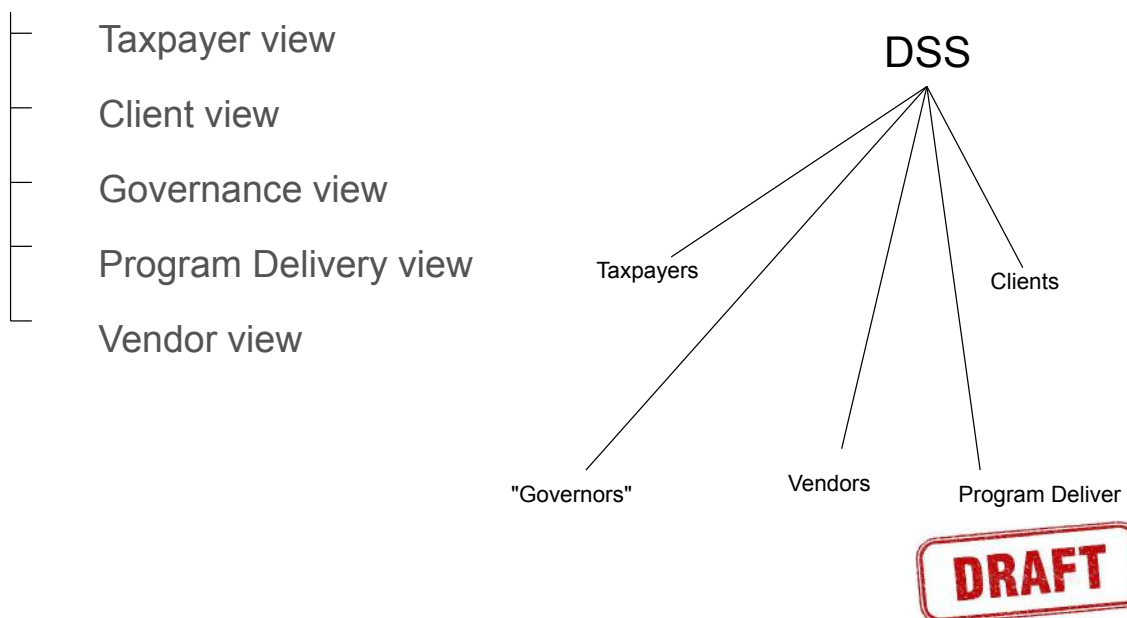 Taxpayer view
Client view
Governance view
Program Delivery view
Vendor view
DSS
Taxpayers
Clients
"Governors"
Vendors
Program Deliver
DRAFT